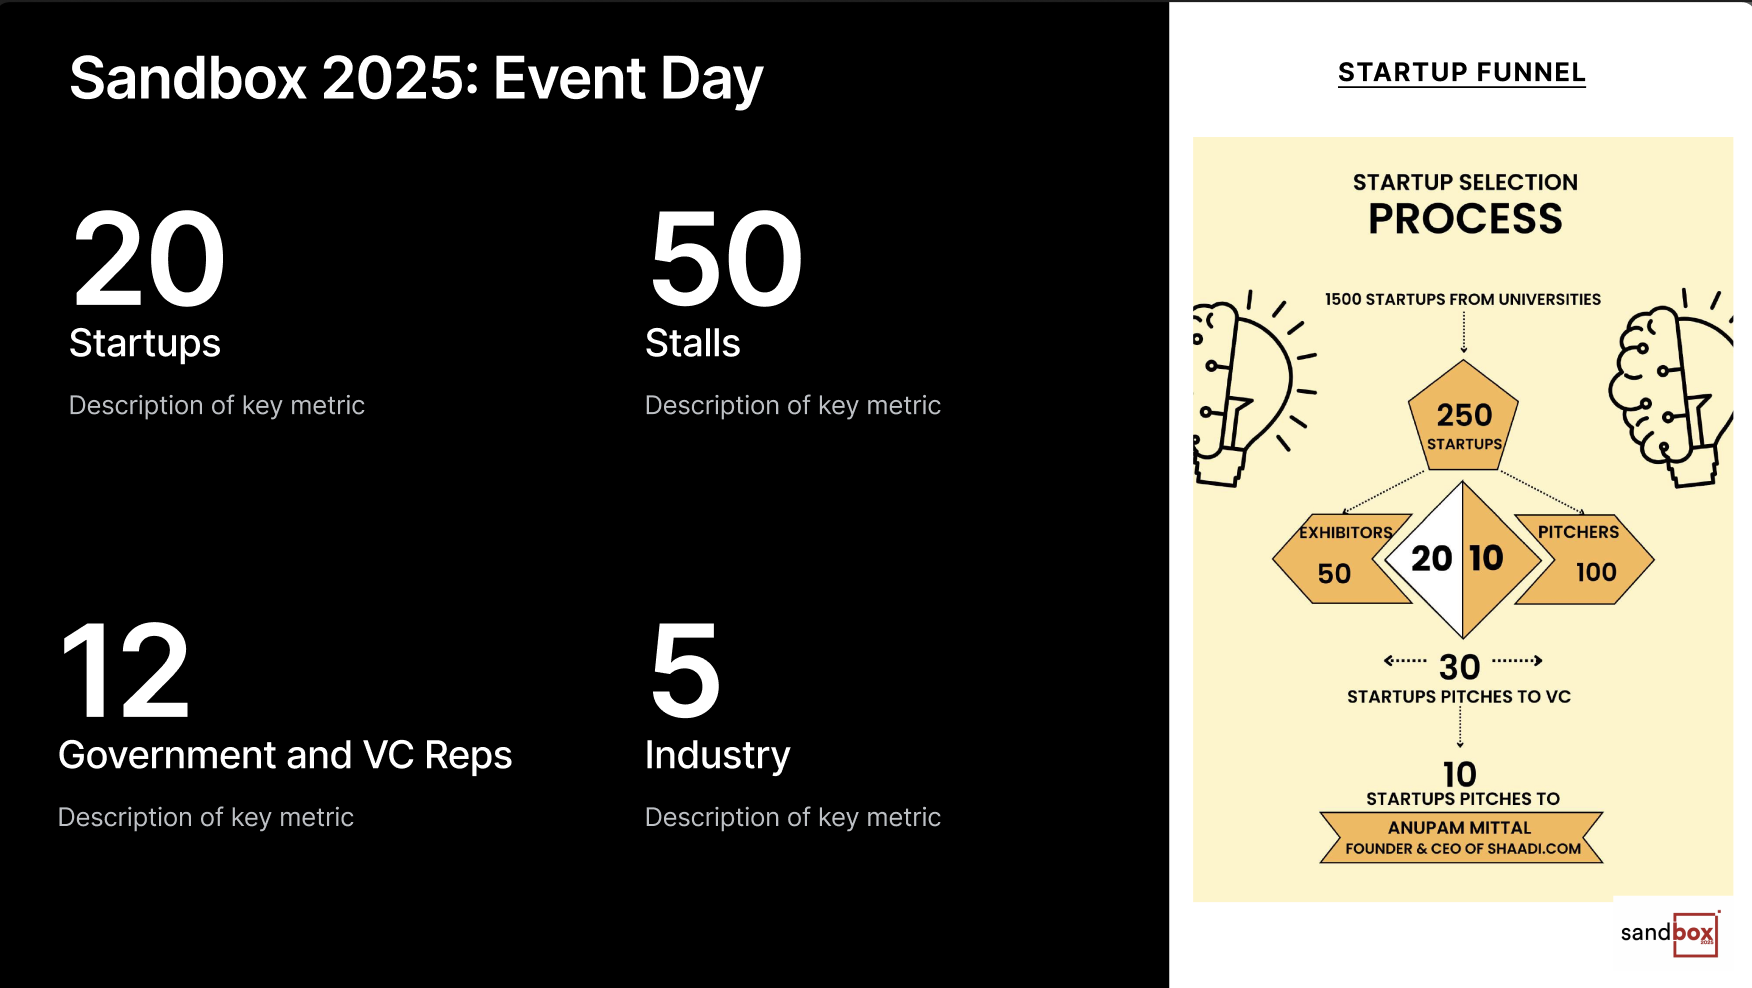 Sandbox 2025: Event Day
20
Startups
Description of key metric
50
Stalls
Description of key metric
12
Government and VC Reps
Description of key metric
5
Industry
Description of key metric
STARTUP FUNNEL
STARTUP SELECTION
PROCESS
1500 STARTUPS FROM UNIVERSITIES
250
STARTUPS
EXHIBITORS
50
20
10
PITCHERS
100
30
STARTUPS PITCHES TO VC
10
STARTUPS PITCHES TO
ANUPAM MITTAL
FOUNDER & CEO OF SHAADI.COM
sandbox
2025